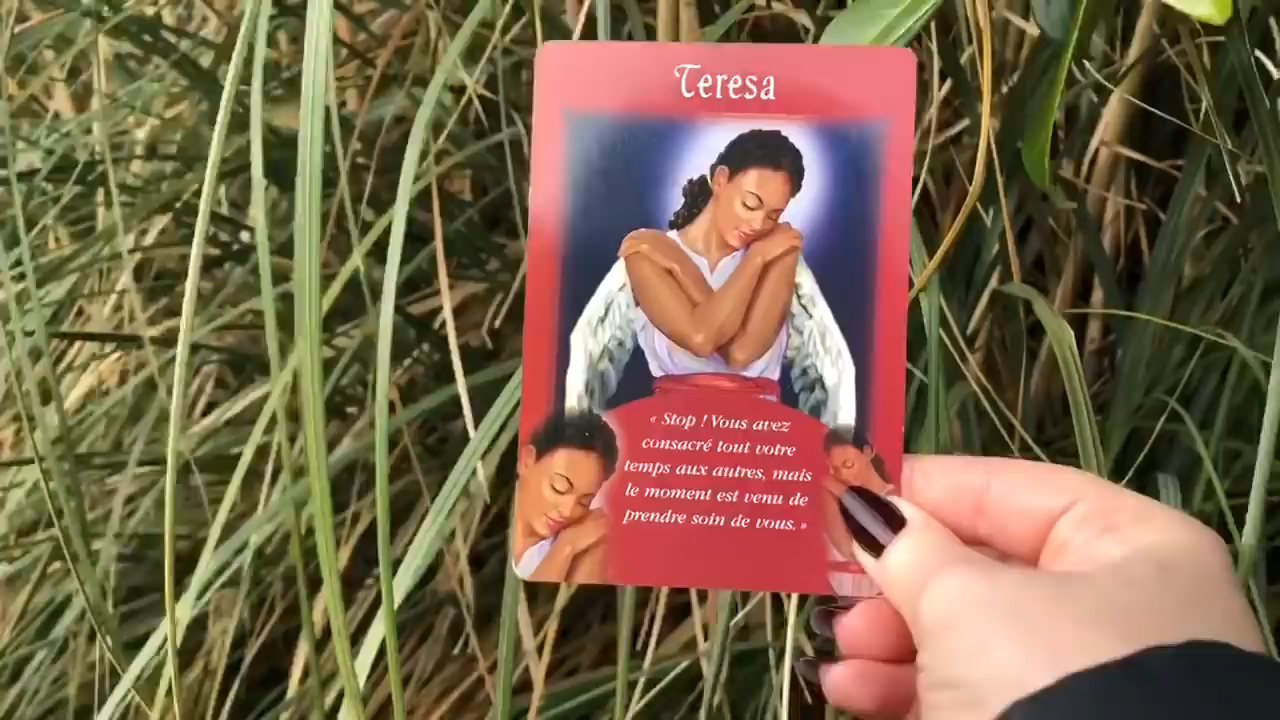 Teresa
« Stop ! Vous avez
consacré tout votre
temps aux autres, mais
le moment est venu de
prendre soin de vous. »